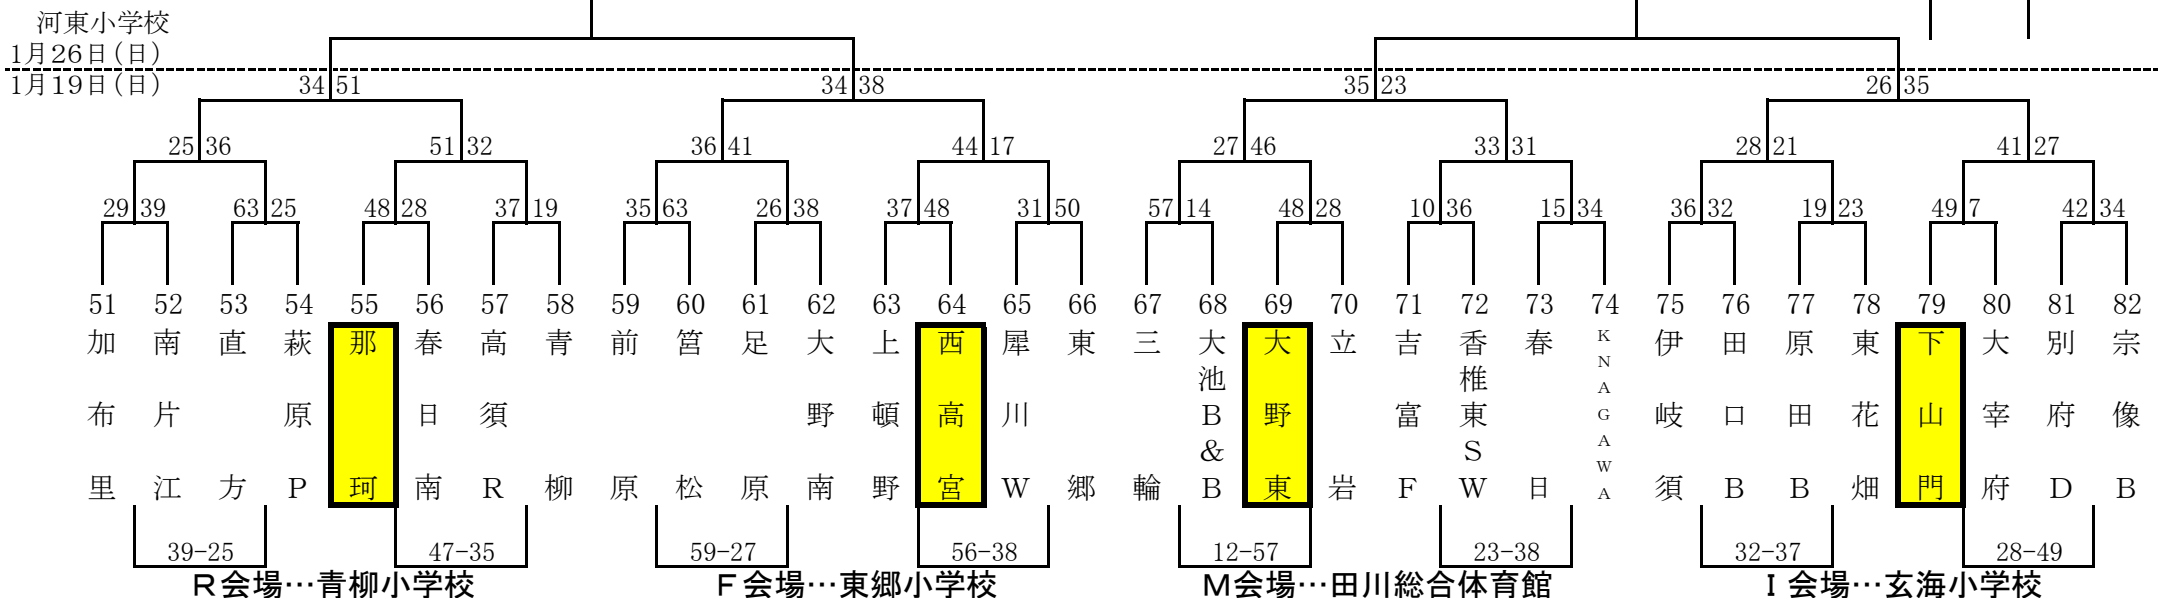 河東小学校
1月26日(日)
1月19日(日)
34 51 34 38 35 23 26 35
25 36 51 32 36 41 44 17 27 46 33 31 28 21 41 27
29 39 63 25 48 28 37 19 35 63 26 38 37 48 31 50 57 14 48 28 10 36 15 34 36 32 19 23 49 7 42 34
51 52 53 54 55 56 57 58 59 60 61 62 63 64 65 66 67 68 69 70 71 72 73 74 75 76 77 78 79 80 81 82
加布里
南片江
直方
萩原P
那珂
春日南
高須R
青柳
前原
筥松
足原
大野南
上頓野
西高宮
犀川W
東郷
三輪
大池B&B
大野東
立岩
吉富F
香椎東SW
春日
KNAGAWA
伊岐須
田口B
原田B
東花畑
下山門
大宰府
別府D
宗像B
39-25 47-35 59-27 56-38 12-57 23-38 32-37 28-49
R会場…青柳小学校 F会場…東郷小学校 M会場…田川総合体育館 I会場…玄海小学校